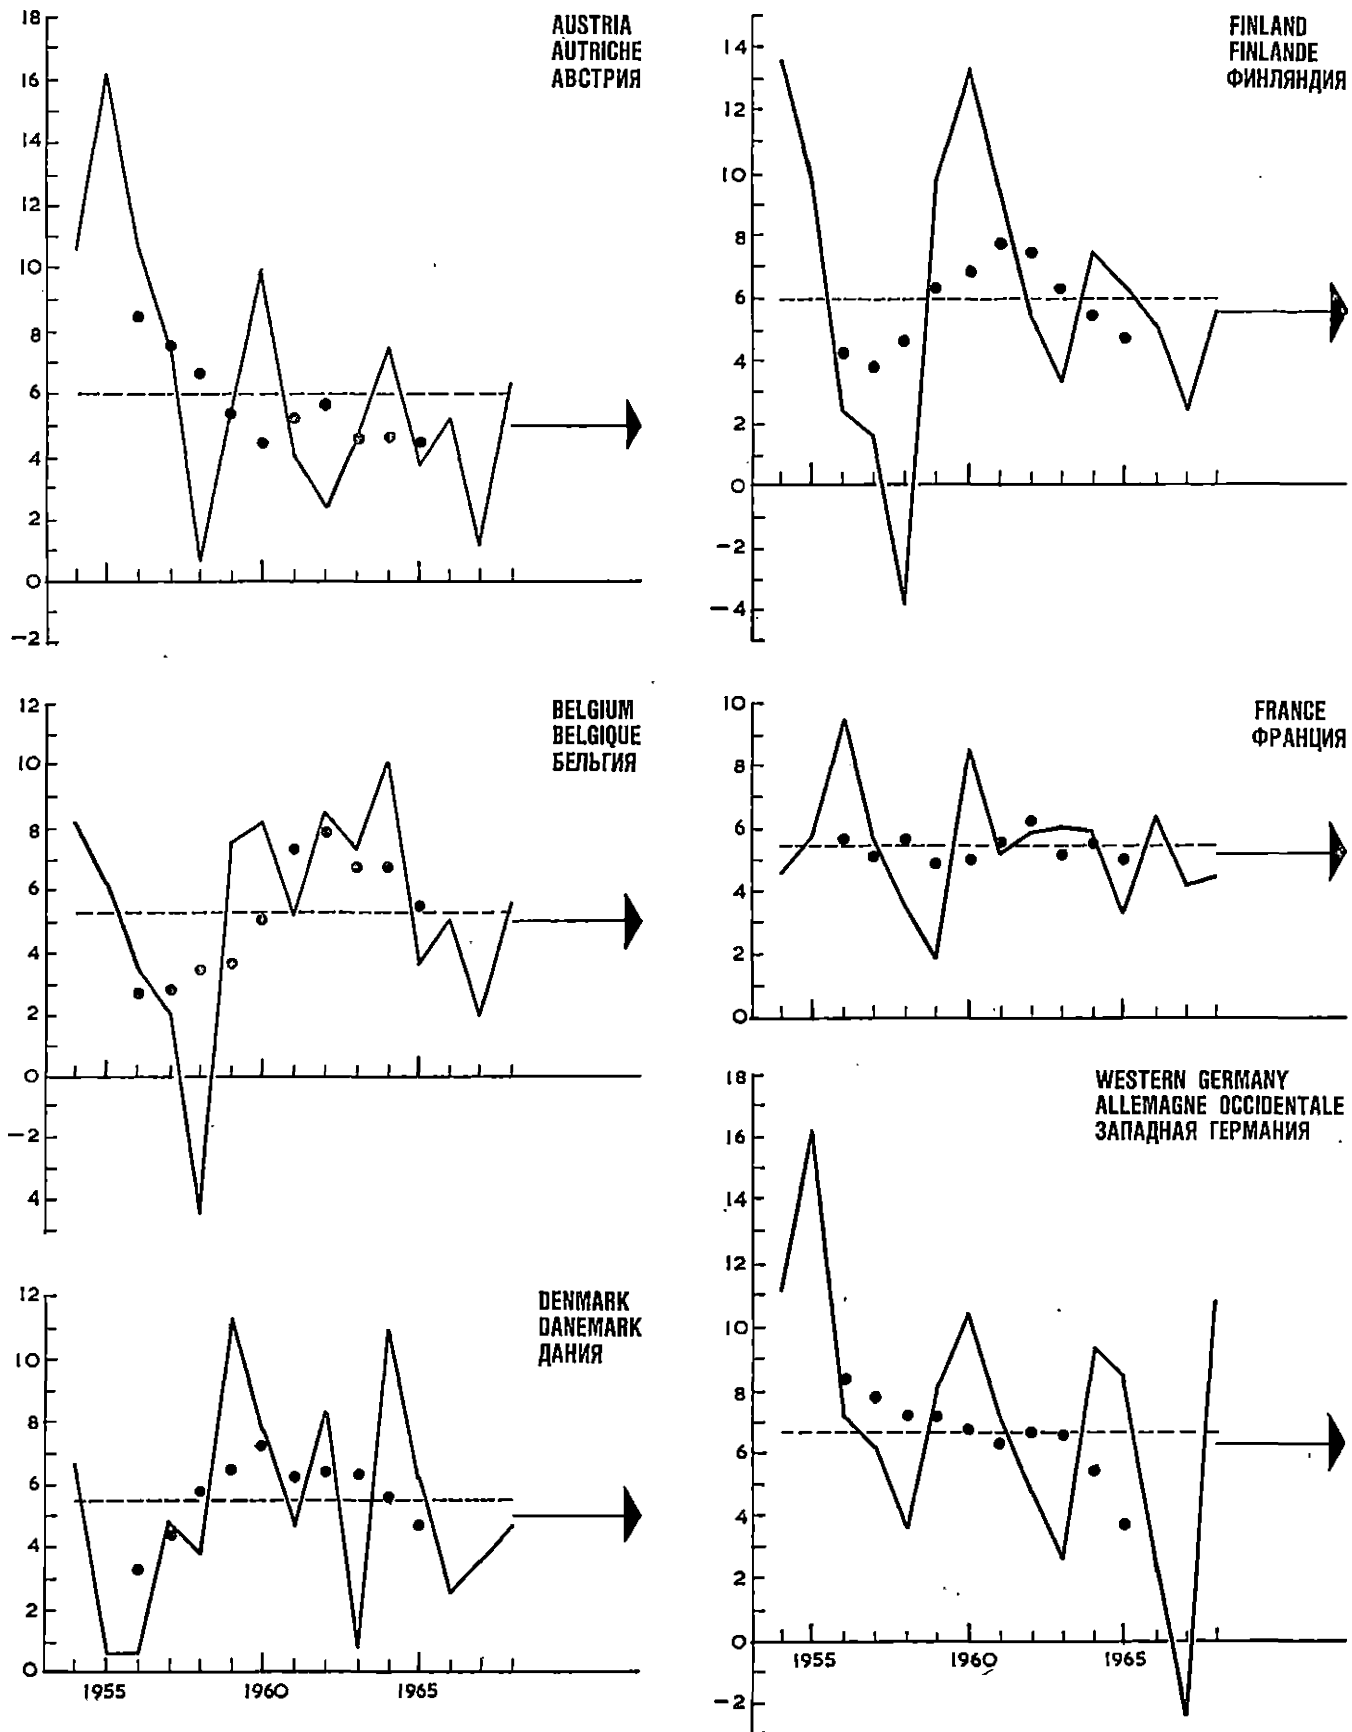 AUSTRIA
AUTRICHE
АВСТРИЯ
18
16
14
12
10
8
6
4
2
0
-2
FINLAND
FINLANDE
ФИНЛЯНДИЯ
14
12
10
8
6
4
2
0
-2
-4
BELGIUM
BELGIQUE
БЕЛЬГИЯ
12
10
8
6
4
2
0
-2
4
FRANCE
ФРАНЦИЯ
10
8
6
4
2
0
DENMARK
DANEMARK
ДАНИЯ
12
10
8
6
4
2
0
1955 1960 1965
WESTERN GERMANY
ALLEMAGNE OCCIDENTALE
ЗАПАДНАЯ ГЕРМАНИЯ
18
16
14
12
10
8
6
4
2
0
-2
1955 1960 1965